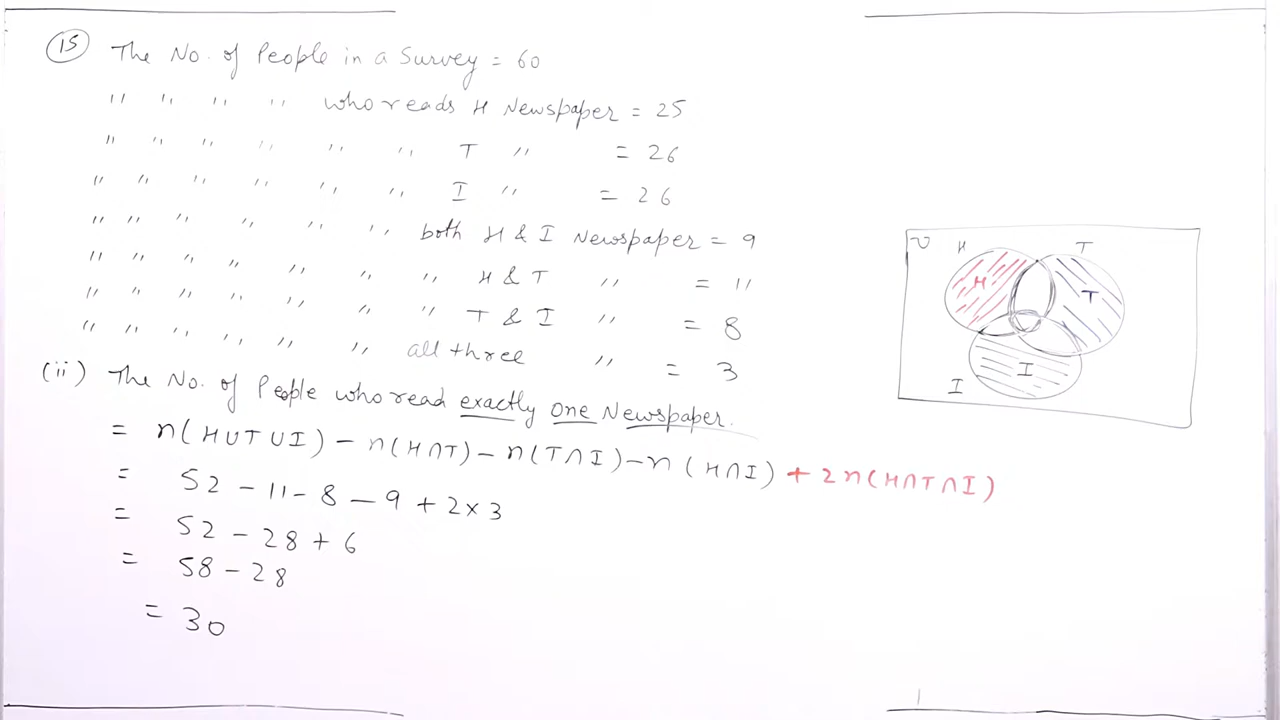 (15) The No. of People in a Survey = 60
" " " " who reads H Newspaper = 25
" " " " " " T " = 26
" " " " " " I " = 26
" " " " " " both H & I Newspaper = 9
" " " " " " H & T " = 11
" " " " " " T & I " = 8
" " " " " " all three " = 3
(ii) The No. of People who read exactly one Newspaper.
= n(H∪T∪I) - n(H∩T) - n(T∩I) - n(H∩I) + 2n(H∩T∩I)
= 52 - 11 - 8 - 9 + 2×3
= 52 - 28 + 6
= 58 - 28
= 30
U H T
H T
I
I